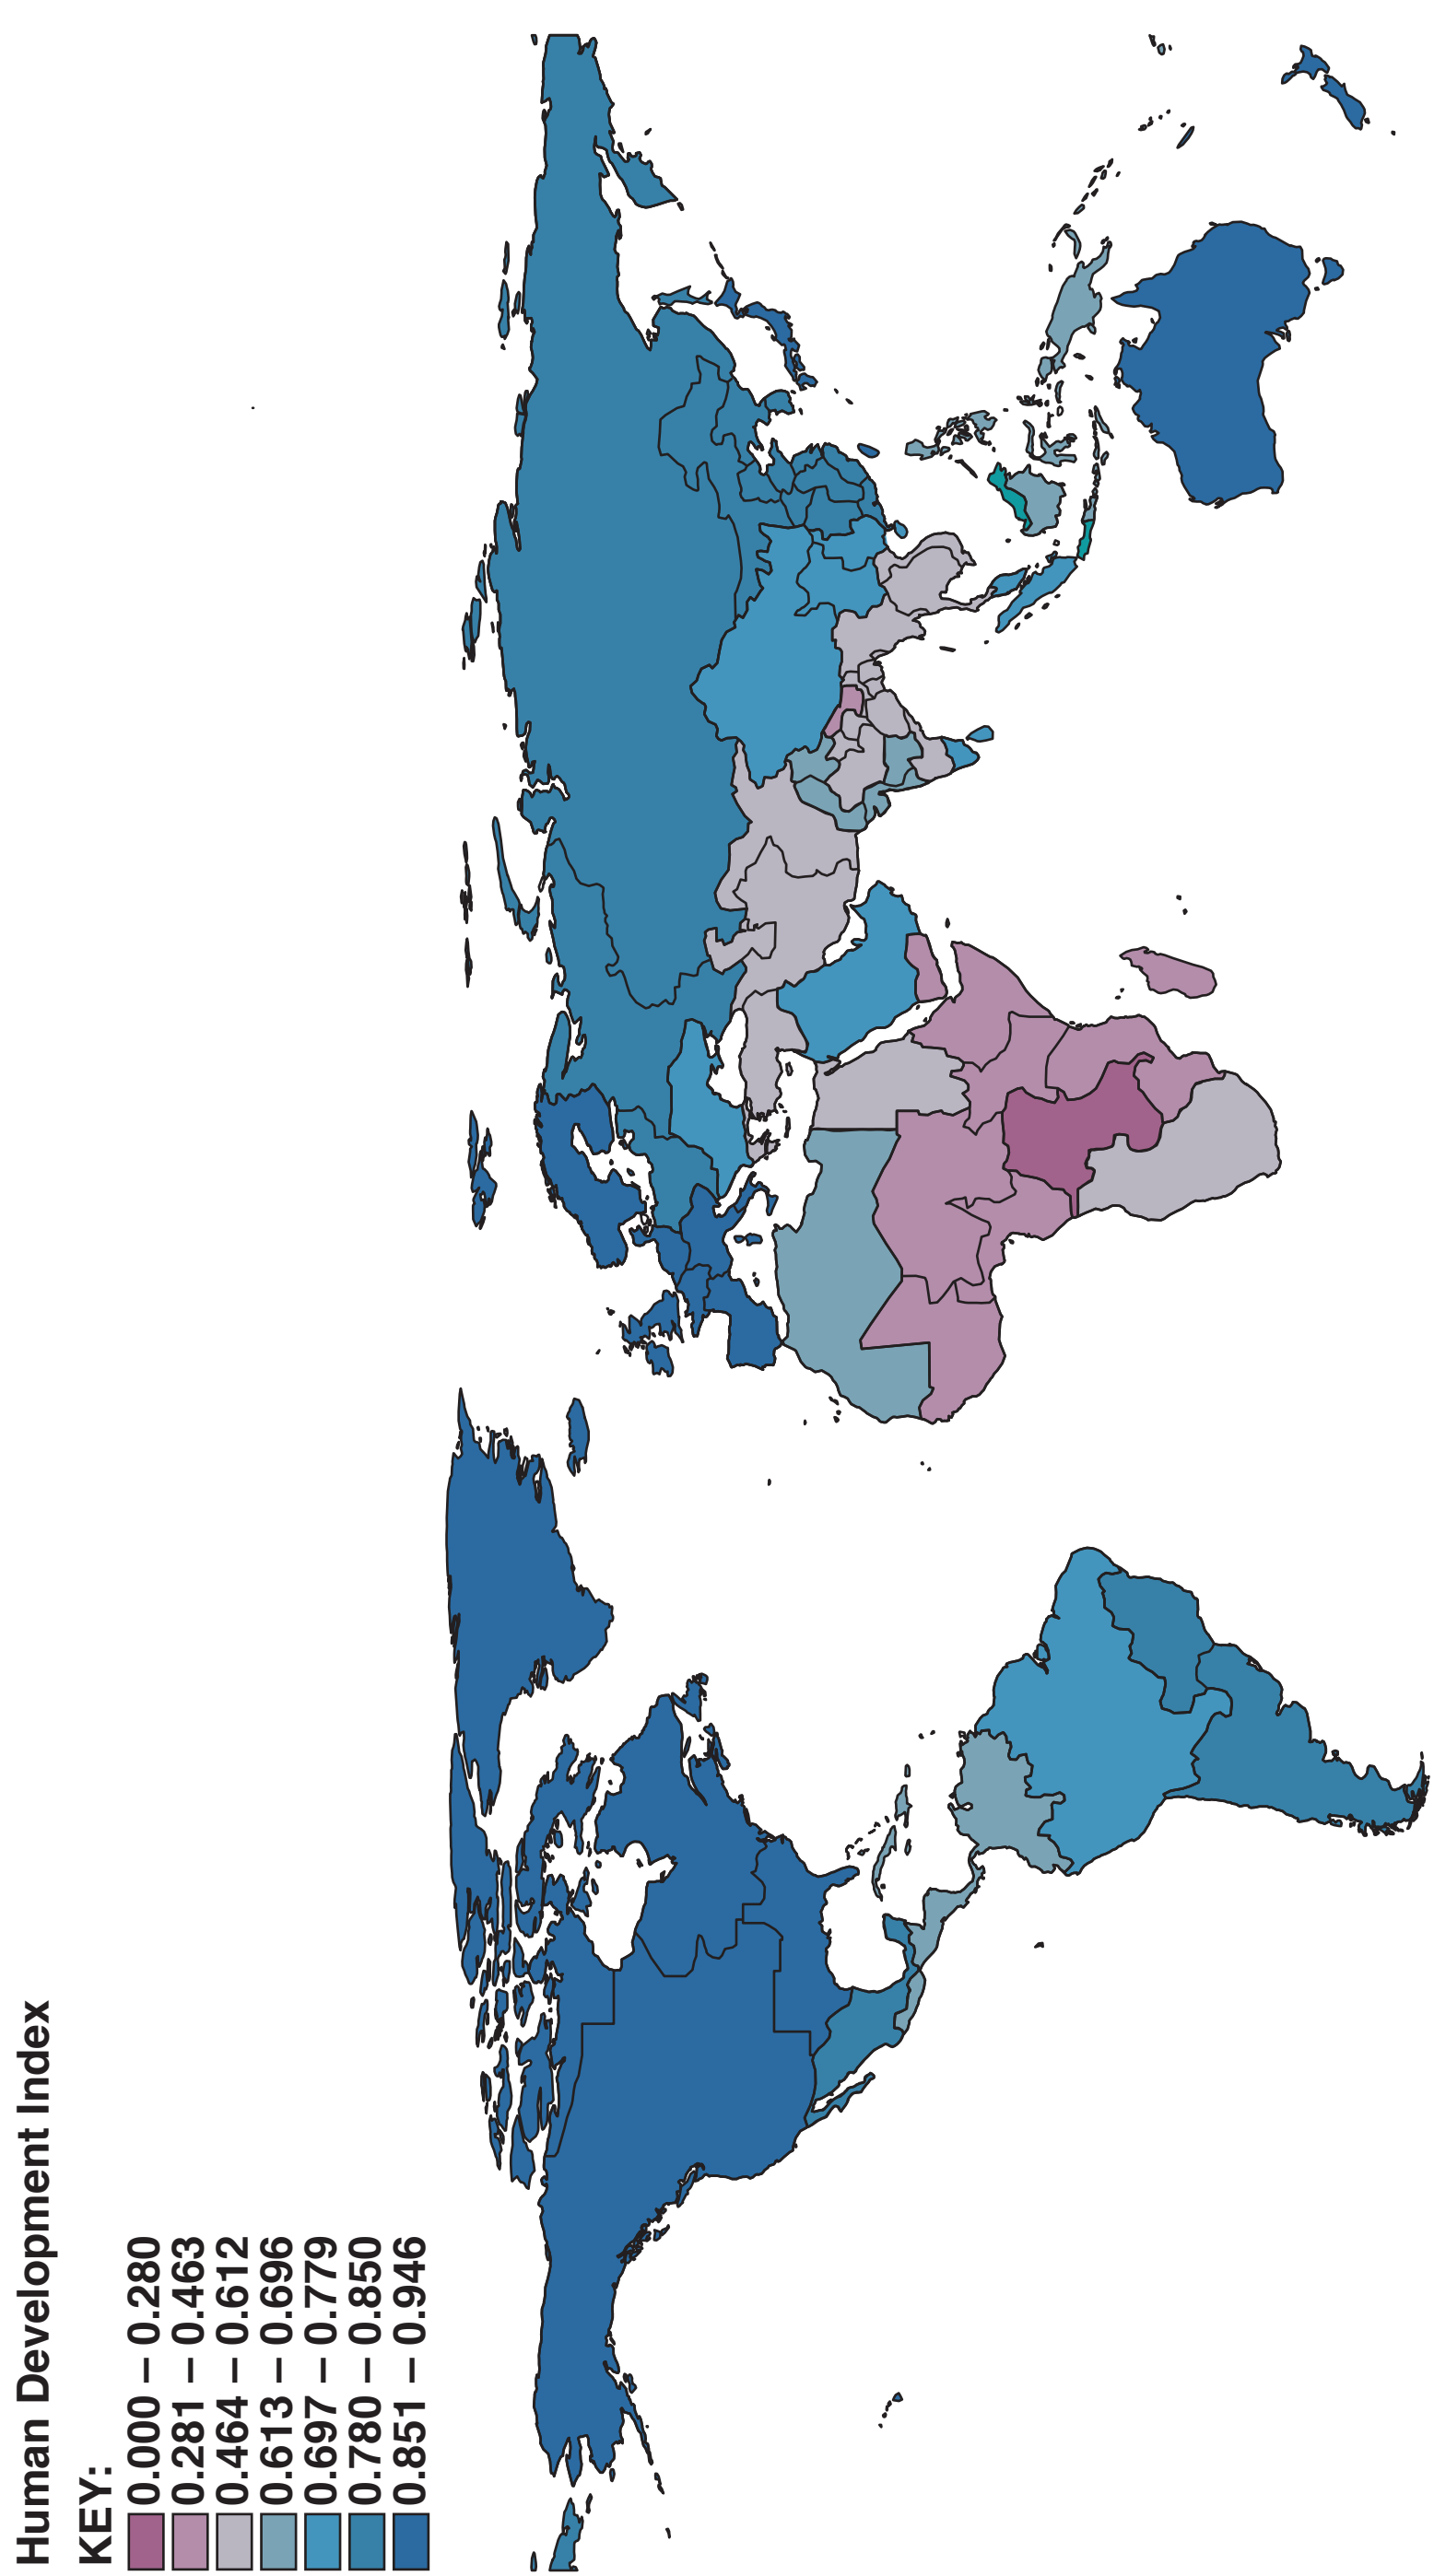 Human Development Index
KEY:
0.000 – 0.280
0.281 – 0.463
0.464 – 0.612
0.613 – 0.696
0.697 – 0.779
0.780 – 0.850
0.851 – 0.946